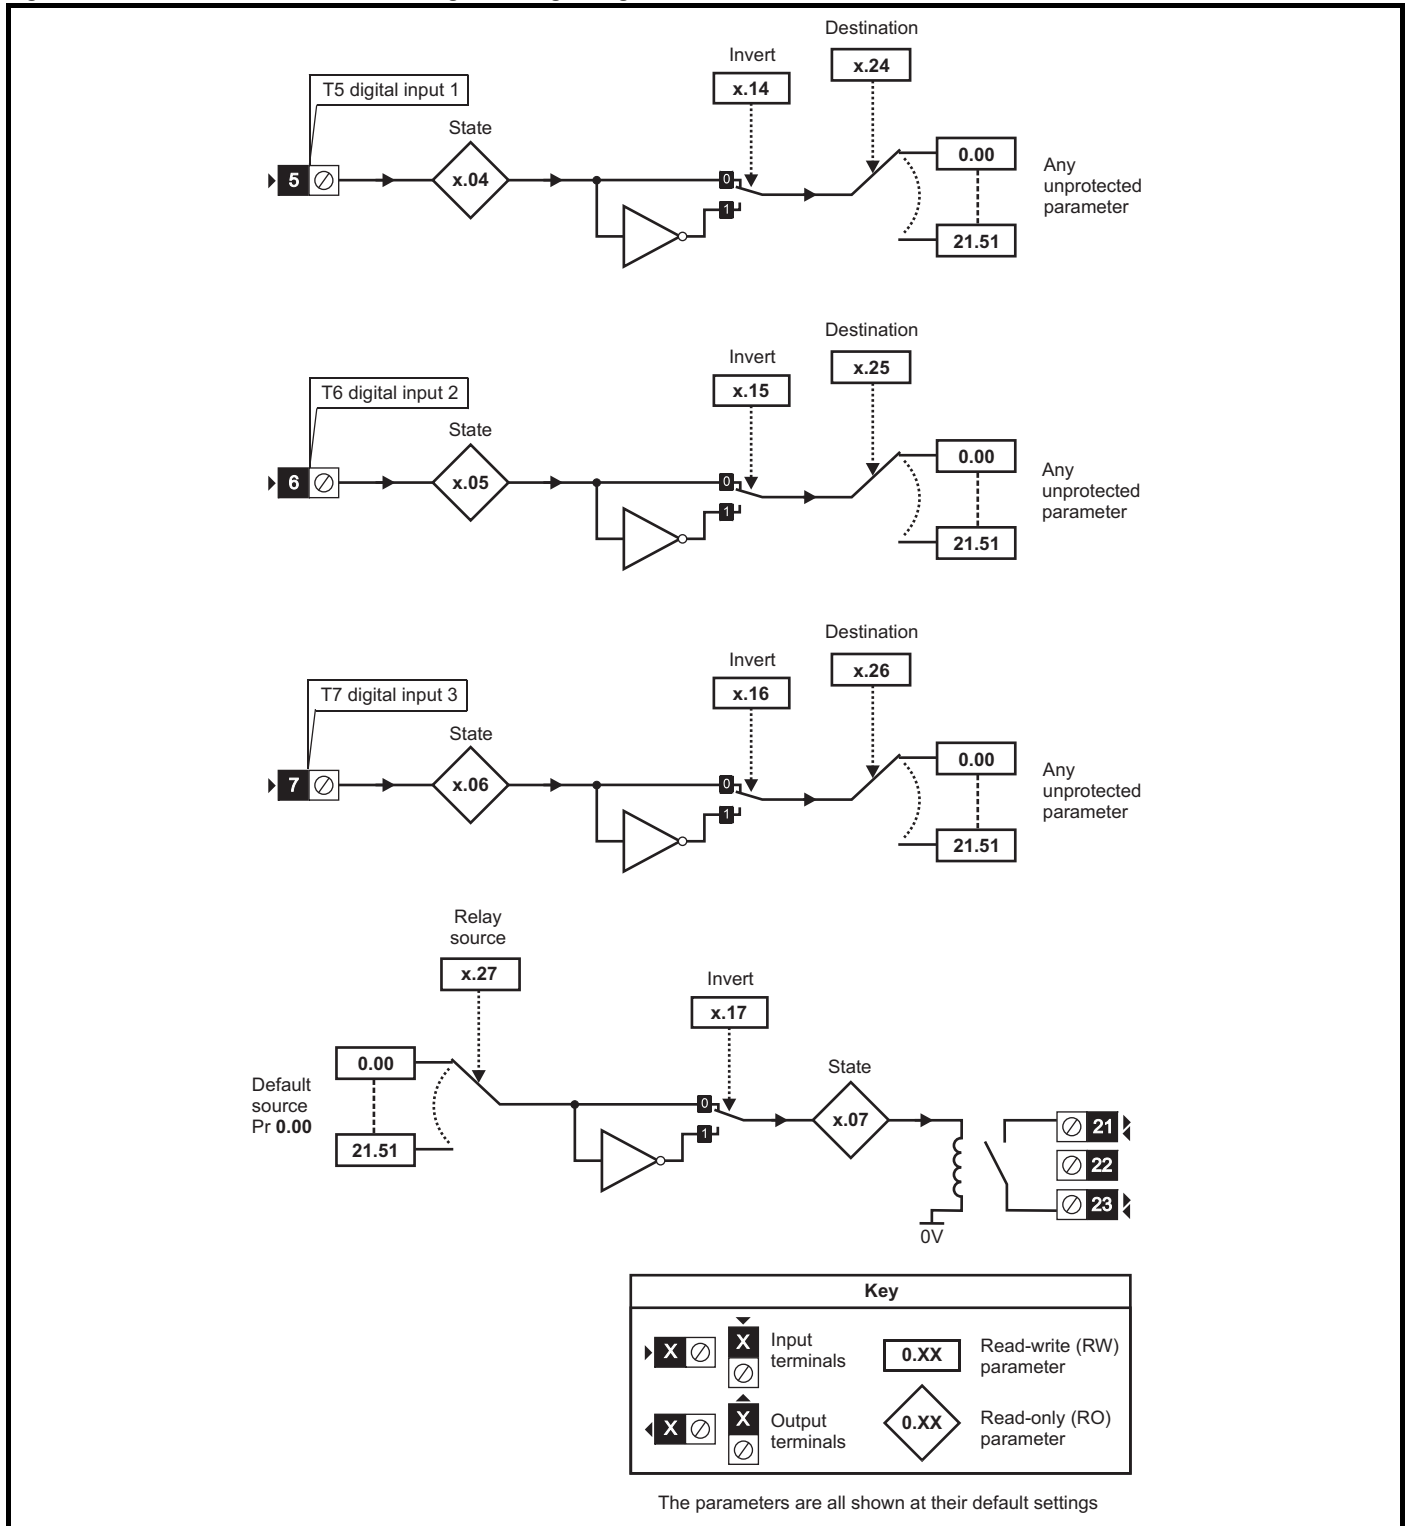 Destination
Invert
x.24
x.14
T5 digital input 1
State
0.00
5
x.04
0
1
Any
unprotected
parameter
21.51
Destination
Invert
x.25
x.15
T6 digital input 2
State
0.00
6
x.05
0
1
Any
unprotected
parameter
21.51
Destination
Invert
x.26
x.16
T7 digital input 3
State
0.00
7
x.06
0
1
Any
unprotected
parameter
21.51
Relay
source
x.27
Invert
x.17
0.00
Default
source
Pr 0.00
21.51
0
1
State
x.07
0V
21
22
23
Key
X
X
Input
terminals
0.XX
Read-write (RW)
parameter
X
X
Output
terminals
0.XX
Read-only (RO)
parameter
The parameters are all shown at their default settings